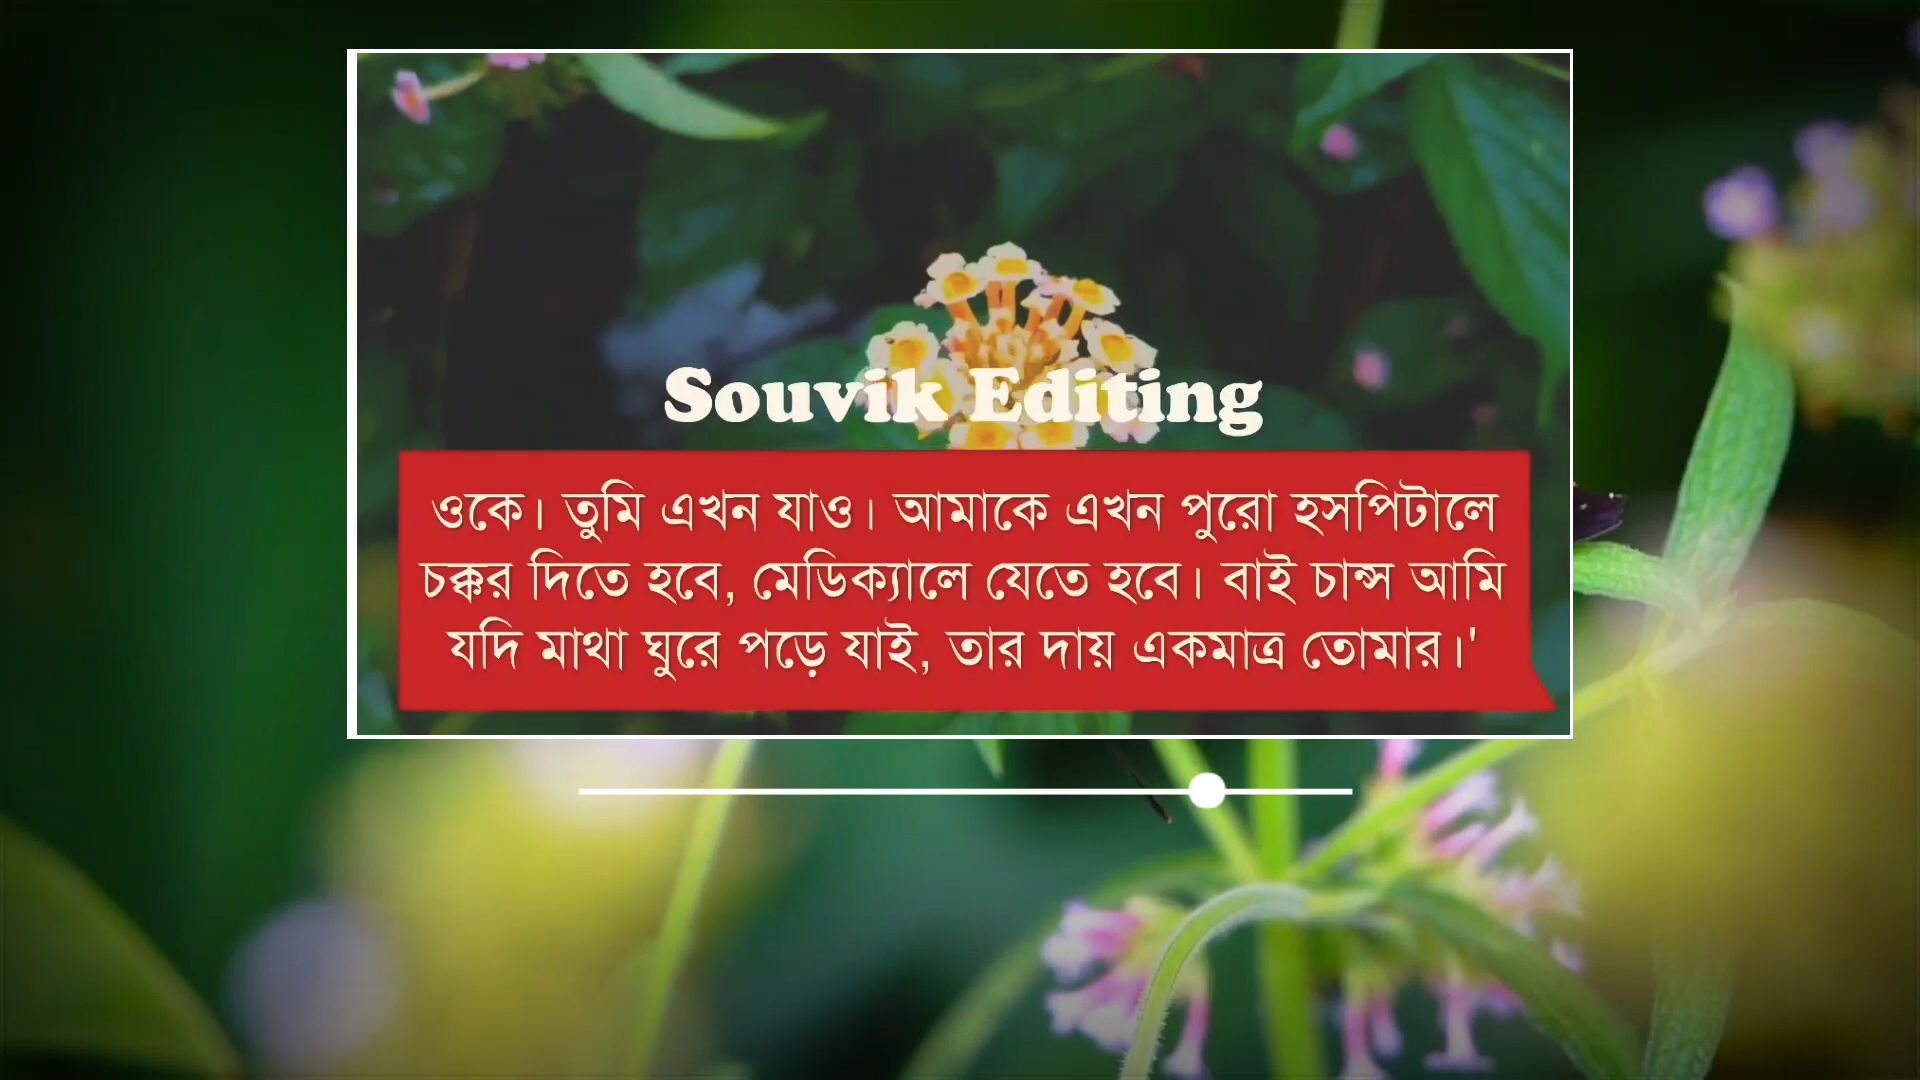 Souvik Editing
ওকে। তুমি এখন যাও। আমাকে এখন পুরো হসপিটালে
চক্কর দিতে হবে, মেডিক্যালে যেতে হবে। বাই চান্স আমি
যদি মাথা ঘুরে পড়ে যাই, তার দায় একমাত্র তোমার।'